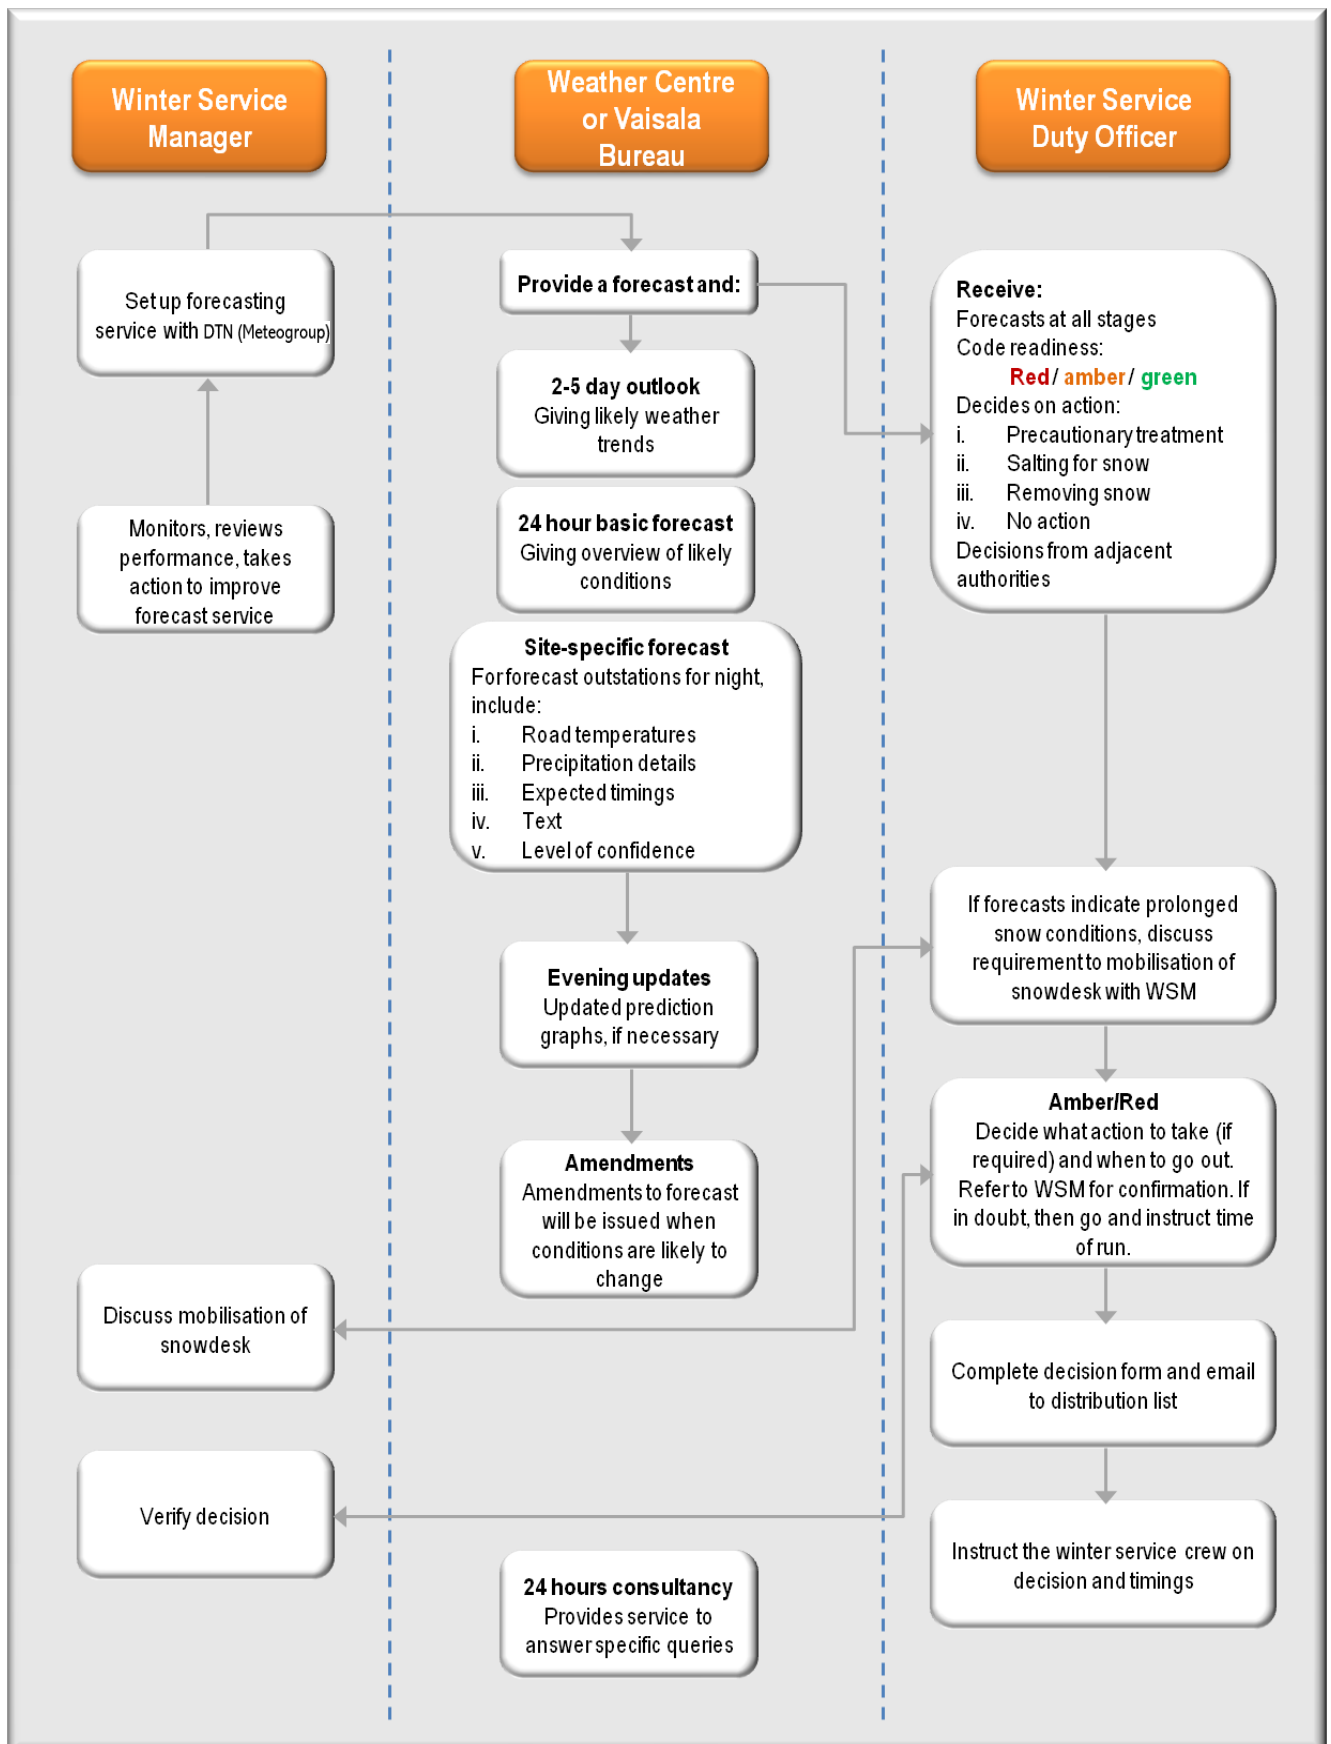 Winter Service
Manager
Weather Centre
or Vaisala
Bureau
Winter Service
Duty Officer
Set up forecasting
service with DTN (Meteogroup)
Monitors, reviews
performance, takes
action to improve
forecast service
Discuss mobilisation of
snowdesk
Verify decision
Provide a forecast and:
2-5 day outlook
Giving likely weather
trends
24 hour basic forecast
Giving overview of likely
conditions
Site-specific forecast
For forecast outstations for night,
include:
i. Road temperatures
ii. Precipitation details
iii. Expected timings
iv. Text
v. Level of confidence
Evening updates
Updated prediction
graphs, if necessary
Amendments
Amendments to forecast
will be issued when
conditions are likely to
change
24 hours consultancy
Provides service to
answer specific queries
Receive:
Forecasts at all stages
Code readiness:
Red / amber / green
Decides on action:
i. Precautionary treatment
ii. Salting for snow
iii. Removing snow
iv. No action
Decisions from adjacent
authorities
If forecasts indicate prolonged
snow conditions, discuss
requirement to mobilisation of
snowdesk with WSM
Amber/Red
Decide what action to take (if
required) and when to go out.
Refer to WSM for confirmation. If
in doubt, then go and instruct time
of run.
Complete decision form and email
to distribution list
Instruct the winter service crew on
decision and timings